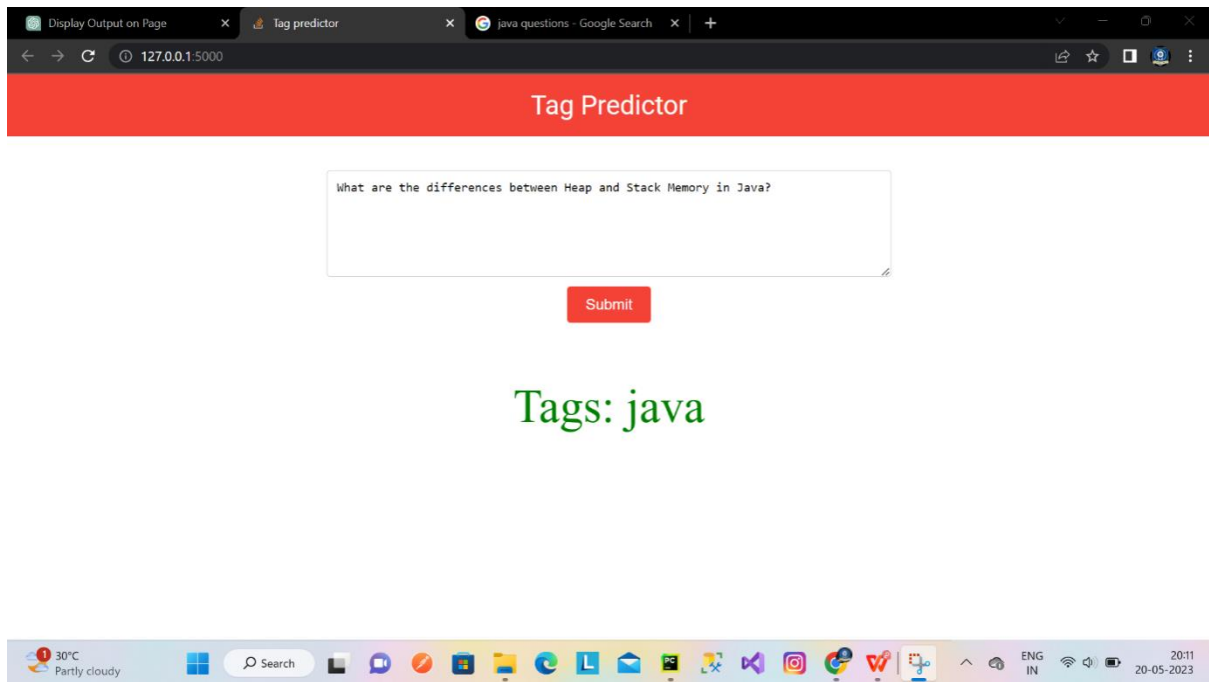 Display Output on Page
Tag predictor
java questions - Google Search
127.0.0.1:5000
Tag Predictor
What are the differences between Heap and Stack Memory in Java?
Submit
Tags: java
1
30°C
Partly cloudy
Search
L
PC
W
ENG
IN
20:11
20-05-2023